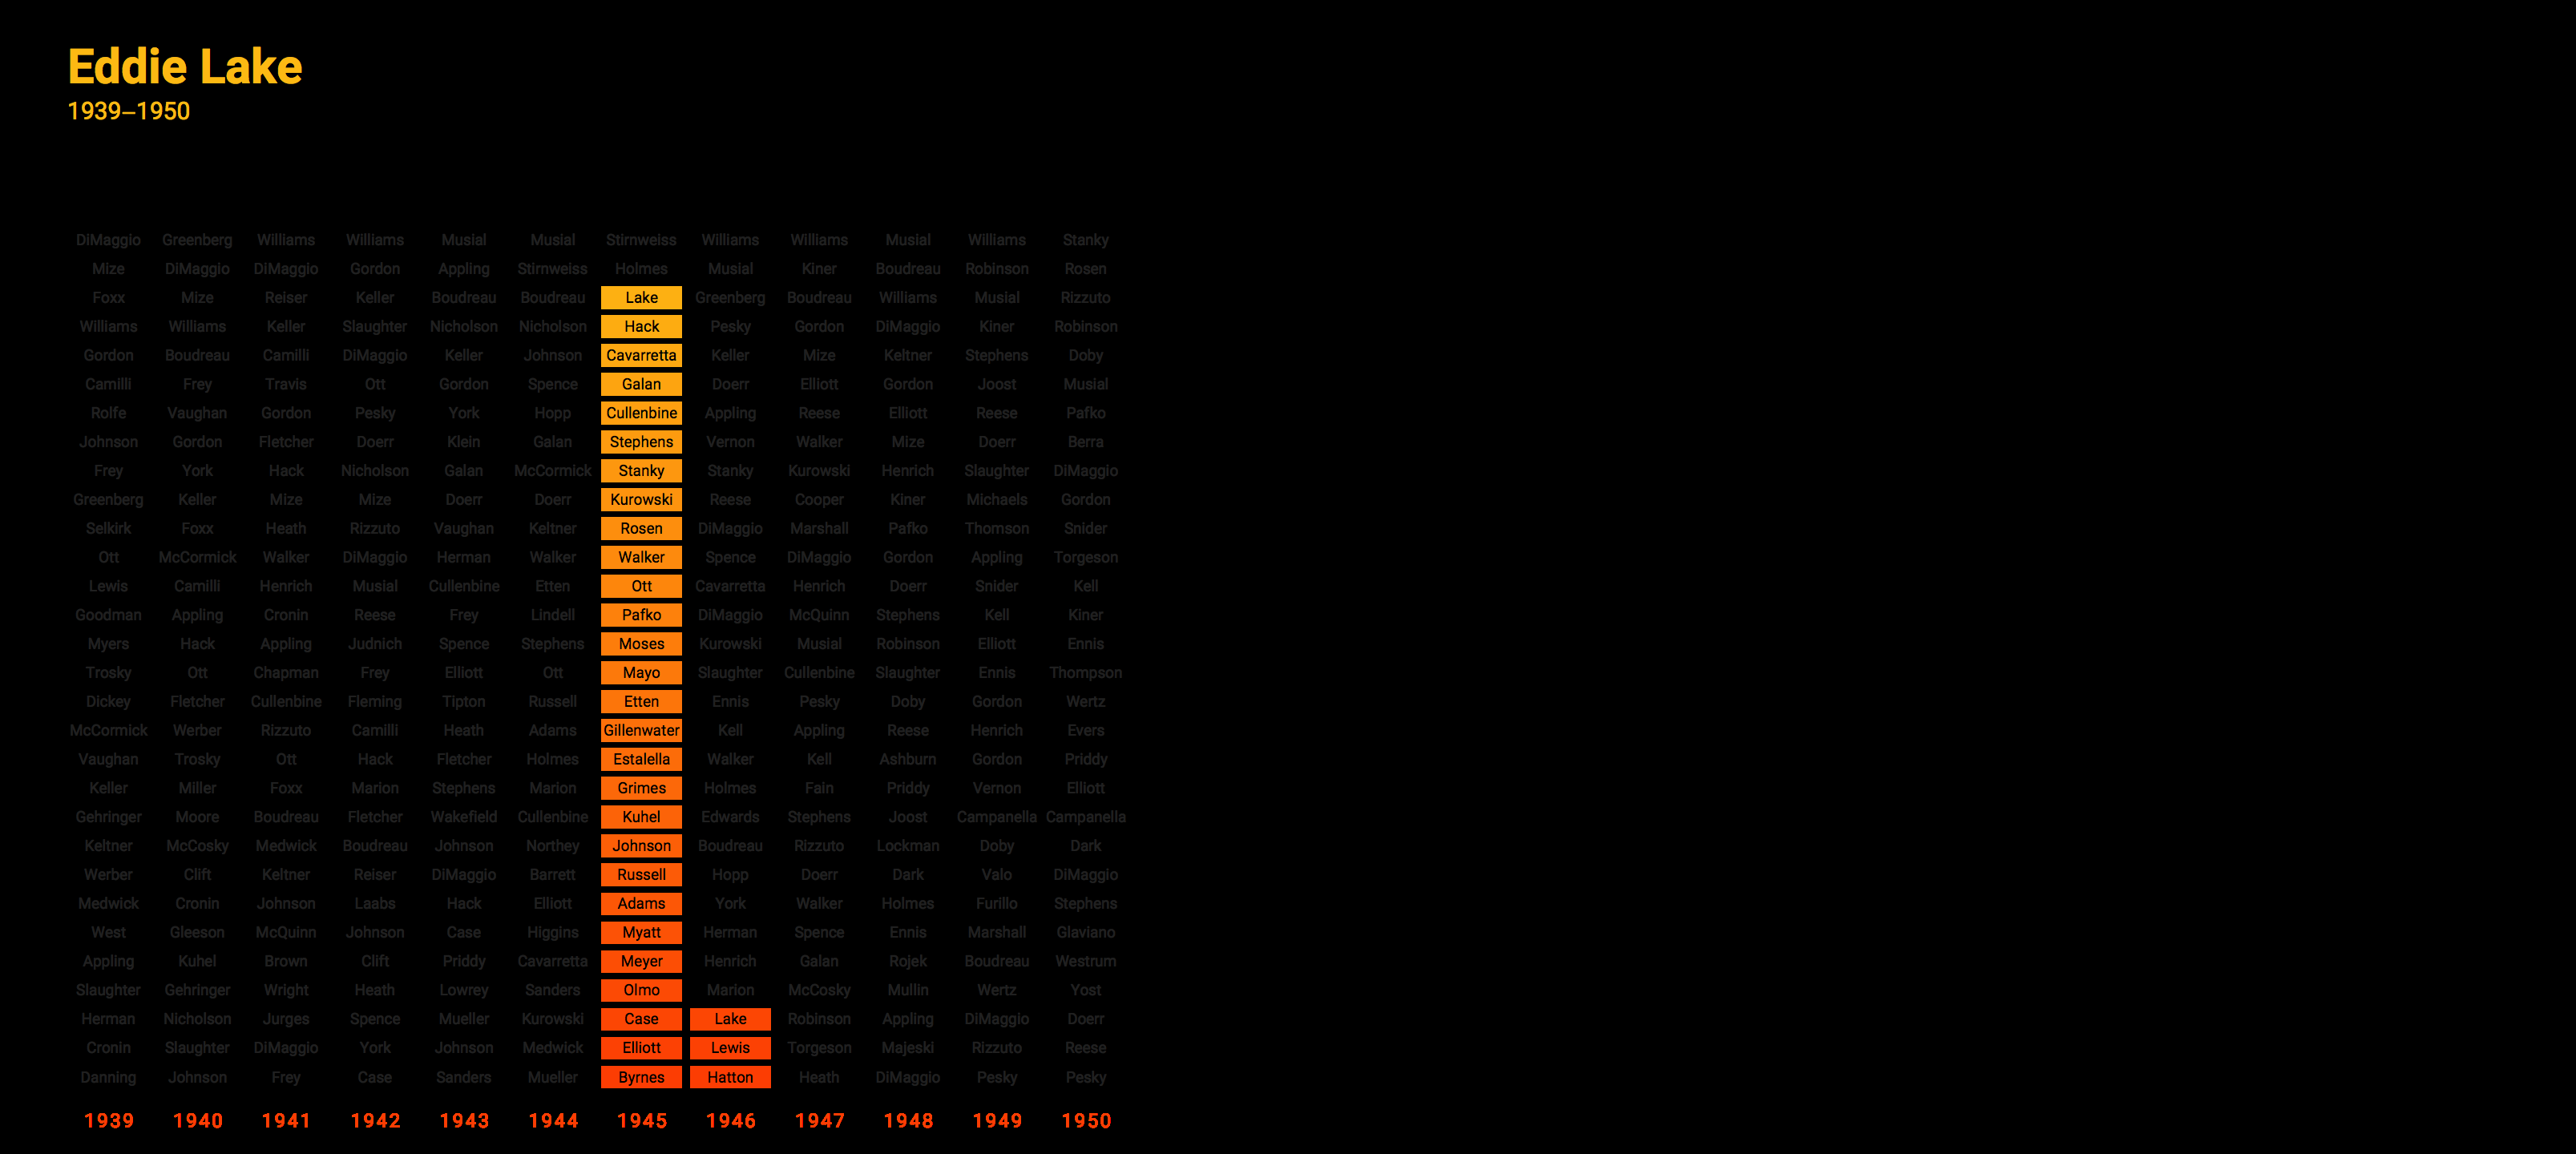 Eddie Lake
1939–1950
DiMaggio Greenberg Williams Williams Musial Musial Stirnweiss Williams Williams Musial Williams Stanky
Mize DiMaggio DiMaggio Gordon Appling Stirnweiss Holmes Musial Kiner Boudreau Robinson Rosen
Foxx Mize Reiser Keller Boudreau Boudreau Lake Greenberg Boudreau Williams Musial Rizzuto
Williams Williams Keller Slaughter Nicholson Nicholson Hack Pesky Gordon DiMaggio Kiner Robinson
Gordon Boudreau Camilli DiMaggio Keller Johnson Cavarretta Keller Mize Keltner Stephens Doby
Camilli Frey Travis Ott Gordon Spence Galan Doerr Elliott Gordon Joost Musial
Rolfe Vaughan Gordon Pesky York Hopp Cullenbine Appling Reese Elliott Reese Pafko
Johnson Gordon Fletcher Doerr Klein Galan Stephens Vernon Walker Mize Doerr Berra
Frey York Hack Nicholson Galan McCormick Stanky Stanky Kurowski Henrich Slaughter DiMaggio
Greenberg Keller Mize Mize Doerr Doerr Kurowski Reese Cooper Kiner Michaels Gordon
Selkirk Foxx Heath Rizzuto Vaughan Keltner Rosen DiMaggio Marshall Pafko Thomson Snider
Ott McCormick Walker DiMaggio Herman Walker Walker Spence DiMaggio Gordon Appling Torgeson
Lewis Camilli Henrich Musial Cullenbine Etten Ott Cavarretta Henrich Doerr Snider Kell
Goodman Appling Cronin Reese Frey Lindell Pafko DiMaggio McQuinn Stephens Kell Kiner
Myers Hack Appling Judnich Spence Stephens Moses Kurowski Musial Robinson Elliott Ennis
Trosky Ott Chapman Frey Elliott Ott Mayo Slaughter Cullenbine Slaughter Ennis Thompson
Dickey Fletcher Cullenbine Fleming Tipton Russell Etten Ennis Pesky Doby Gordon Wertz
McCormick Werber Rizzuto Camilli Heath Adams Gillenwater Kell Appling Reese Henrich Evers
Vaughan Trosky Ott Hack Fletcher Holmes Estalella Walker Kell Ashburn Gordon Priddy
Keller Miller Foxx Marion Stephens Marion Grimes Holmes Fain Priddy Vernon Elliott
Gehringer Moore Boudreau Fletcher Wakefield Cullenbine Kuhel Edwards Stephens Joost Campanella Campanella
Keltner McCosky Medwick Boudreau Johnson Northey Johnson Boudreau Rizzuto Lockman Doby Dark
Werber Clift Keltner Reiser DiMaggio Barrett Russell Hopp Doerr Dark Valo DiMaggio
Medwick Cronin Johnson Laabs Hack Elliott Adams York Walker Holmes Furillo Stephens
West Gleeson McQuinn Johnson Case Higgins Myatt Herman Spence Ennis Marshall Glaviano
Appling Kuhel Brown Clift Priddy Cavarretta Meyer Henrich Galan Rojek Boudreau Westrum
Slaughter Gehringer Wright Heath Lowrey Sanders Olmo Marion McCosky Mullin Wertz Yost
Herman Nicholson Jurges Spence Mueller Kurowski Case Lake Robinson Appling DiMaggio Doerr
Cronin Slaughter DiMaggio York Johnson Medwick Elliott Lewis Torgeson Majeski Rizzuto Reese
Danning Johnson Frey Case Sanders Mueller Byrnes Hatton Heath DiMaggio Pesky Pesky
1939 1940 1941 1942 1943 1944 1945 1946 1947 1948 1949 1950